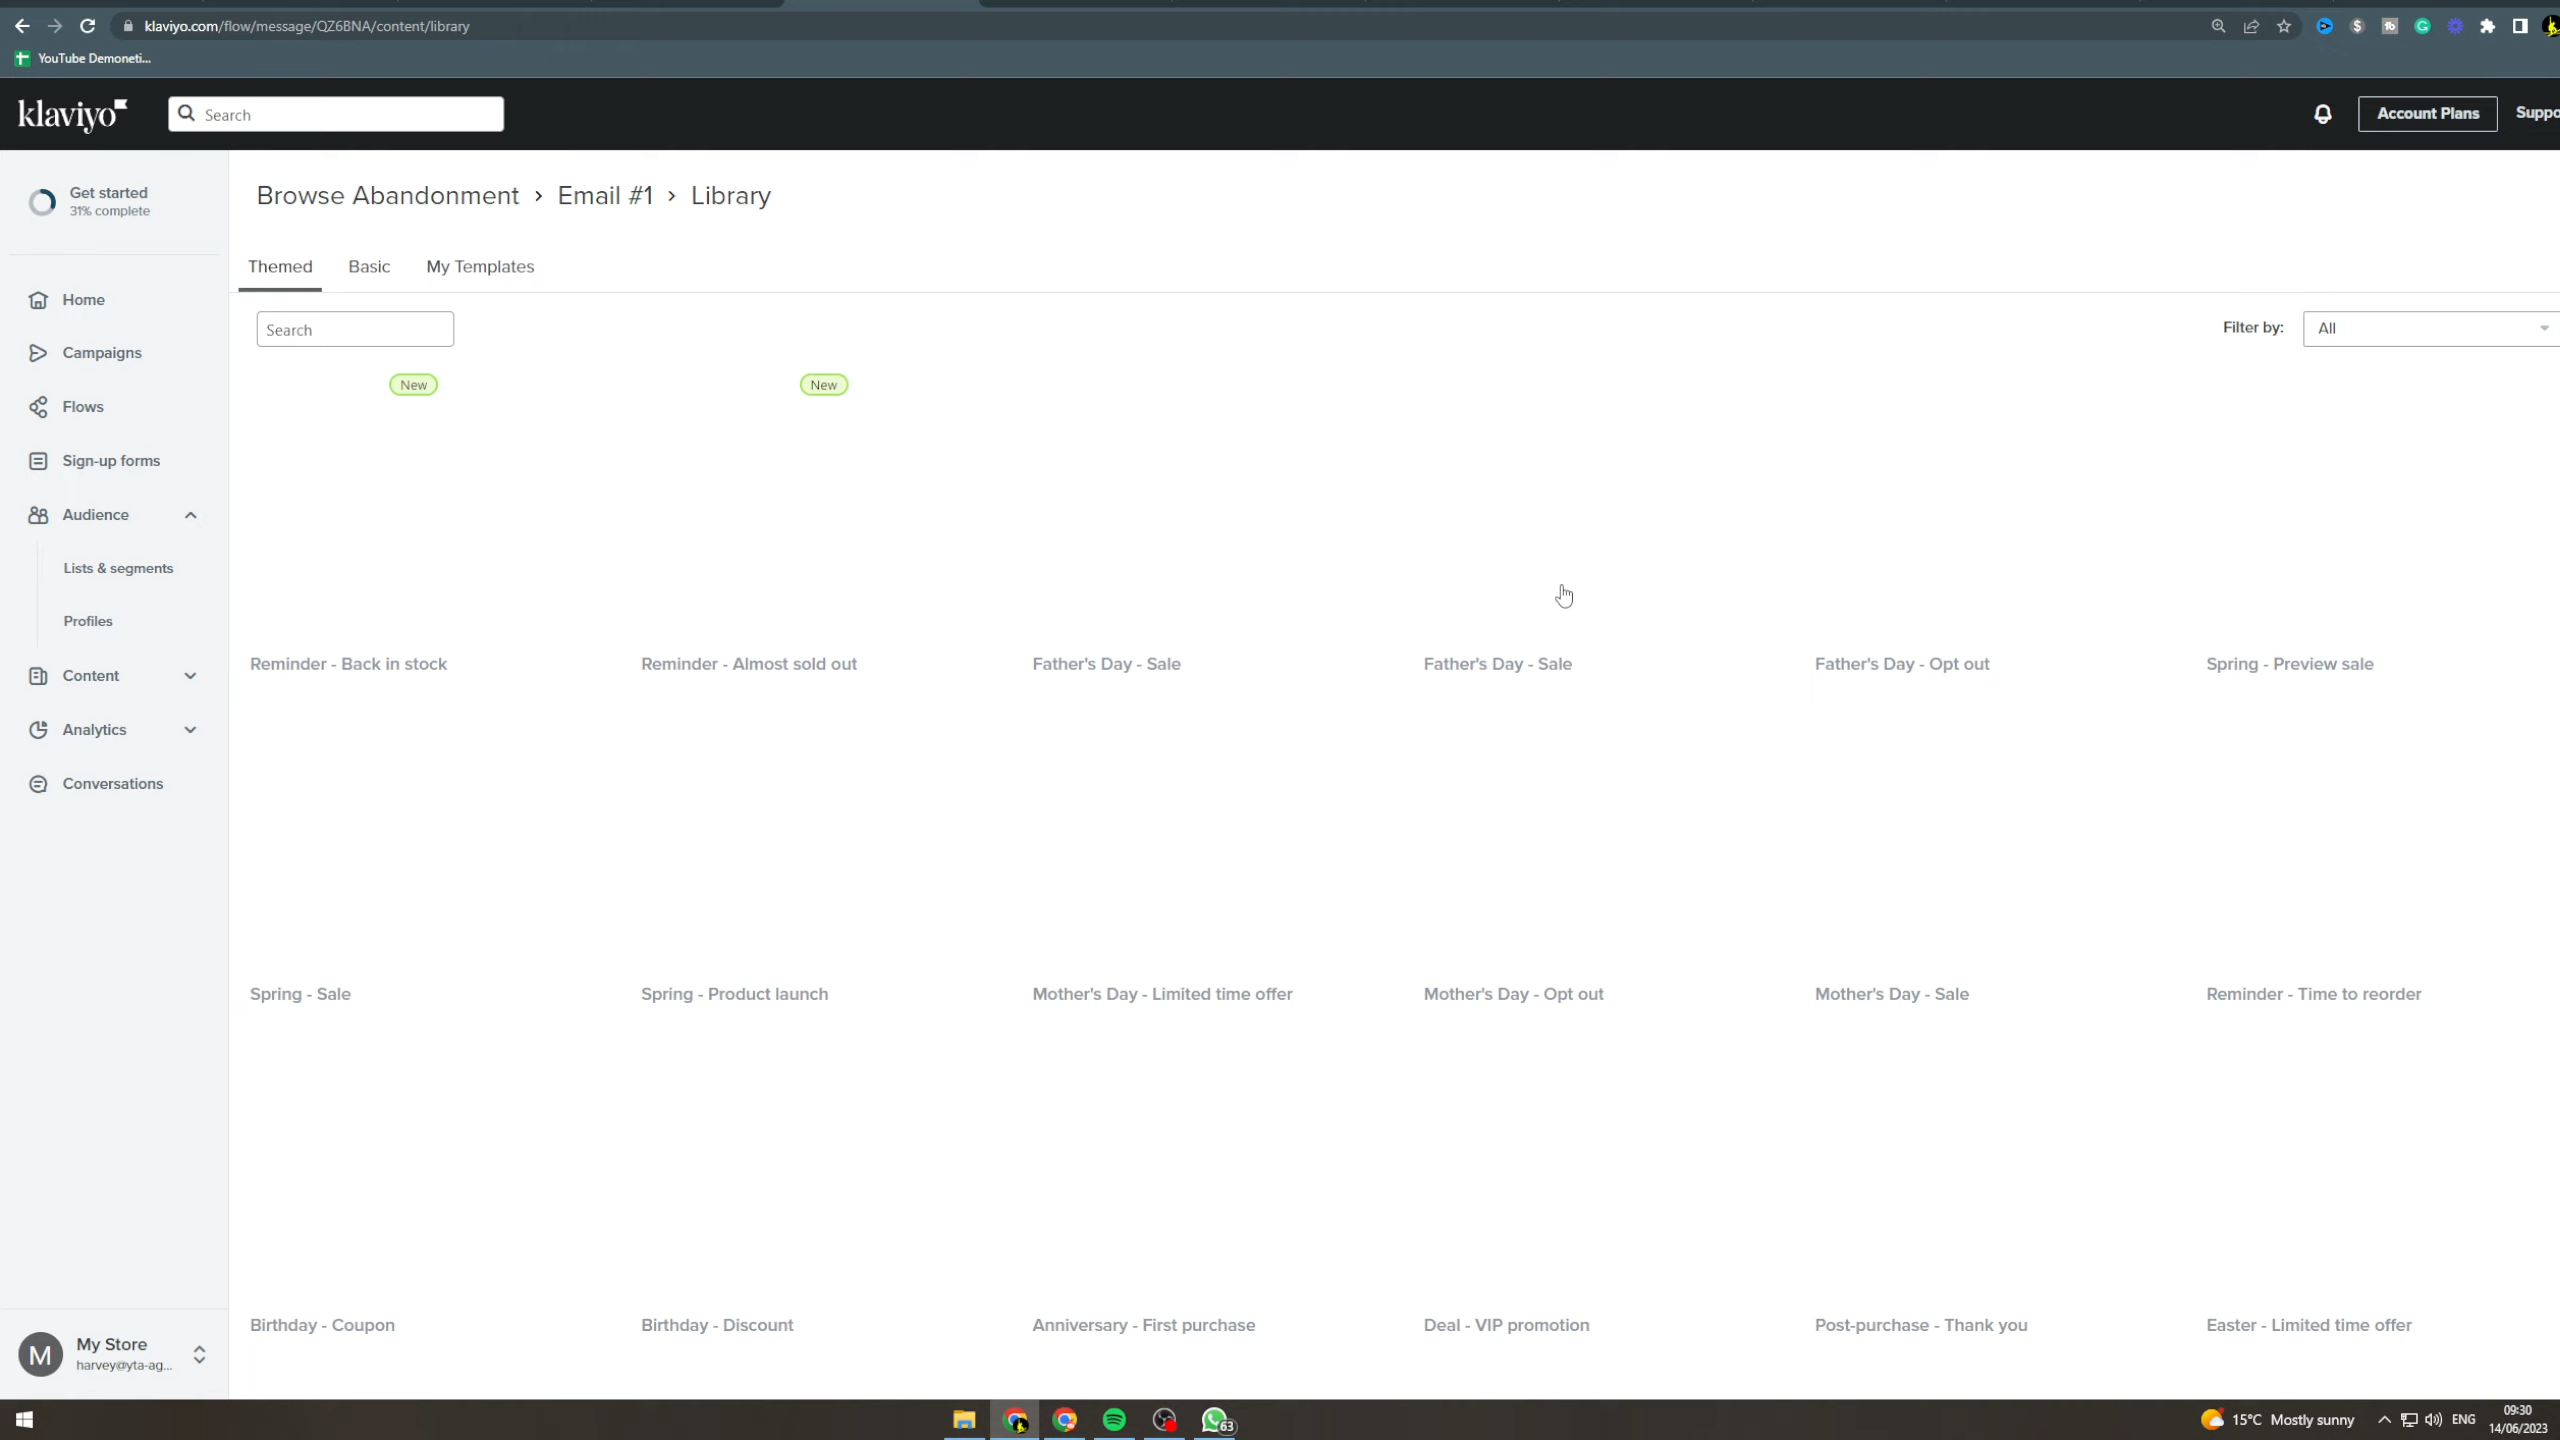 klaviyo.com/flow/message/QZ6BNA/content/library
YouTube Demoneti...
klaviyo
Search
Account Plans
Suppo
Get started
31% complete
Browse Abandonment › Email #1 › Library
Themed
Basic
My Templates
Home
Search
Filter by:
All
Campaigns
New
New
Flows
Sign-up forms
Audience
Lists & segments
Profiles
Content
Analytics
Conversations
Reminder - Back in stock
Reminder - Almost sold out
Father's Day - Sale
Father's Day - Sale
Father's Day - Opt out
Spring - Preview sale
Spring - Sale
Spring - Product launch
Mother's Day - Limited time offer
Mother's Day - Opt out
Mother's Day - Sale
Reminder - Time to reorder
Birthday - Coupon
Birthday - Discount
Anniversary - First purchase
Deal - VIP promotion
Post-purchase - Thank you
Easter - Limited time offer
M
My Store
harvey@yta-ag...
63
15°C Mostly sunny
ENG
09:30
14/06/2023